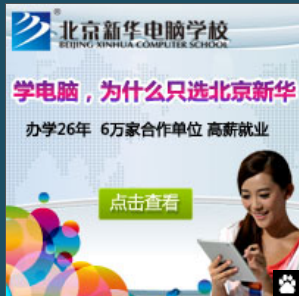 北京新华电脑学校
BEIJING XINHUA COMPUTER SCHOOL
学电脑，为什么只选北京新华
办学26年 6万家合作单位 高薪就业
点击查看